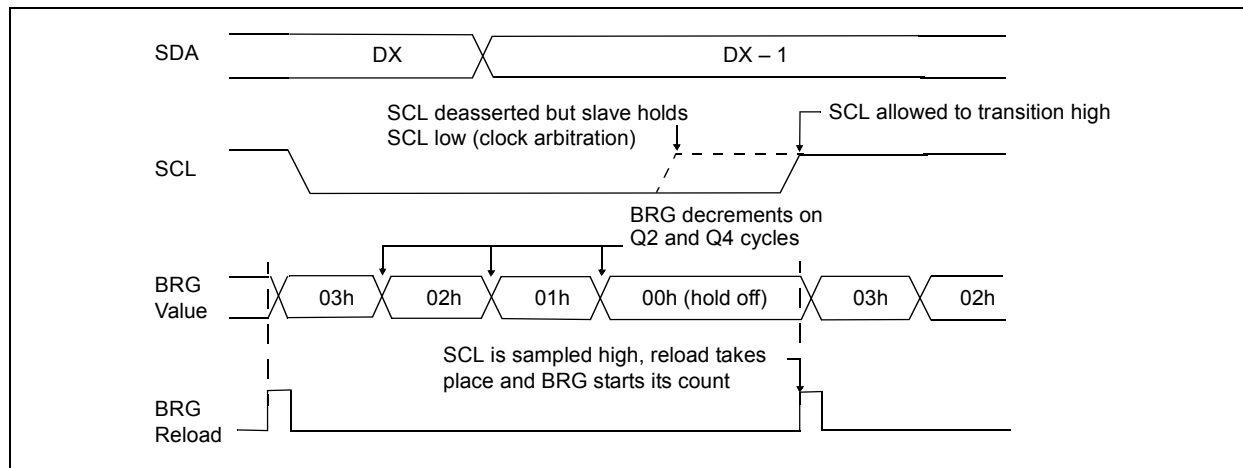 SDA
DX
DX – 1
SCL deasserted but slave holds
SCL low (clock arbitration)
SCL allowed to transition high
SCL
BRG decrements on
Q2 and Q4 cycles
BRG
Value
03h
02h
01h
00h (hold off)
03h
02h
SCL is sampled high, reload takes
place and BRG starts its count
BRG
Reload